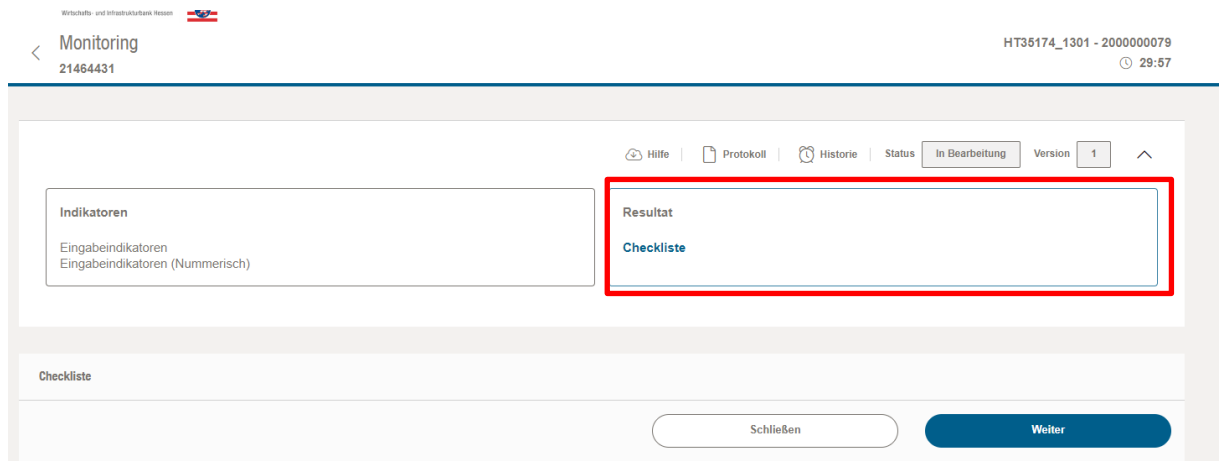 Wirtschafts- und Infrastrukturbank Hessen
Monitoring
21464431
HT35174_1301 - 2000000079
29:57
Hilfe
Protokoll
Historie
Status
In Bearbeitung
Version
1
Indikatoren
Eingabeindikatoren
Eingabeindikatoren (Nummerisch)
Resultat
Checkliste
Checkliste
Schließen
Weiter